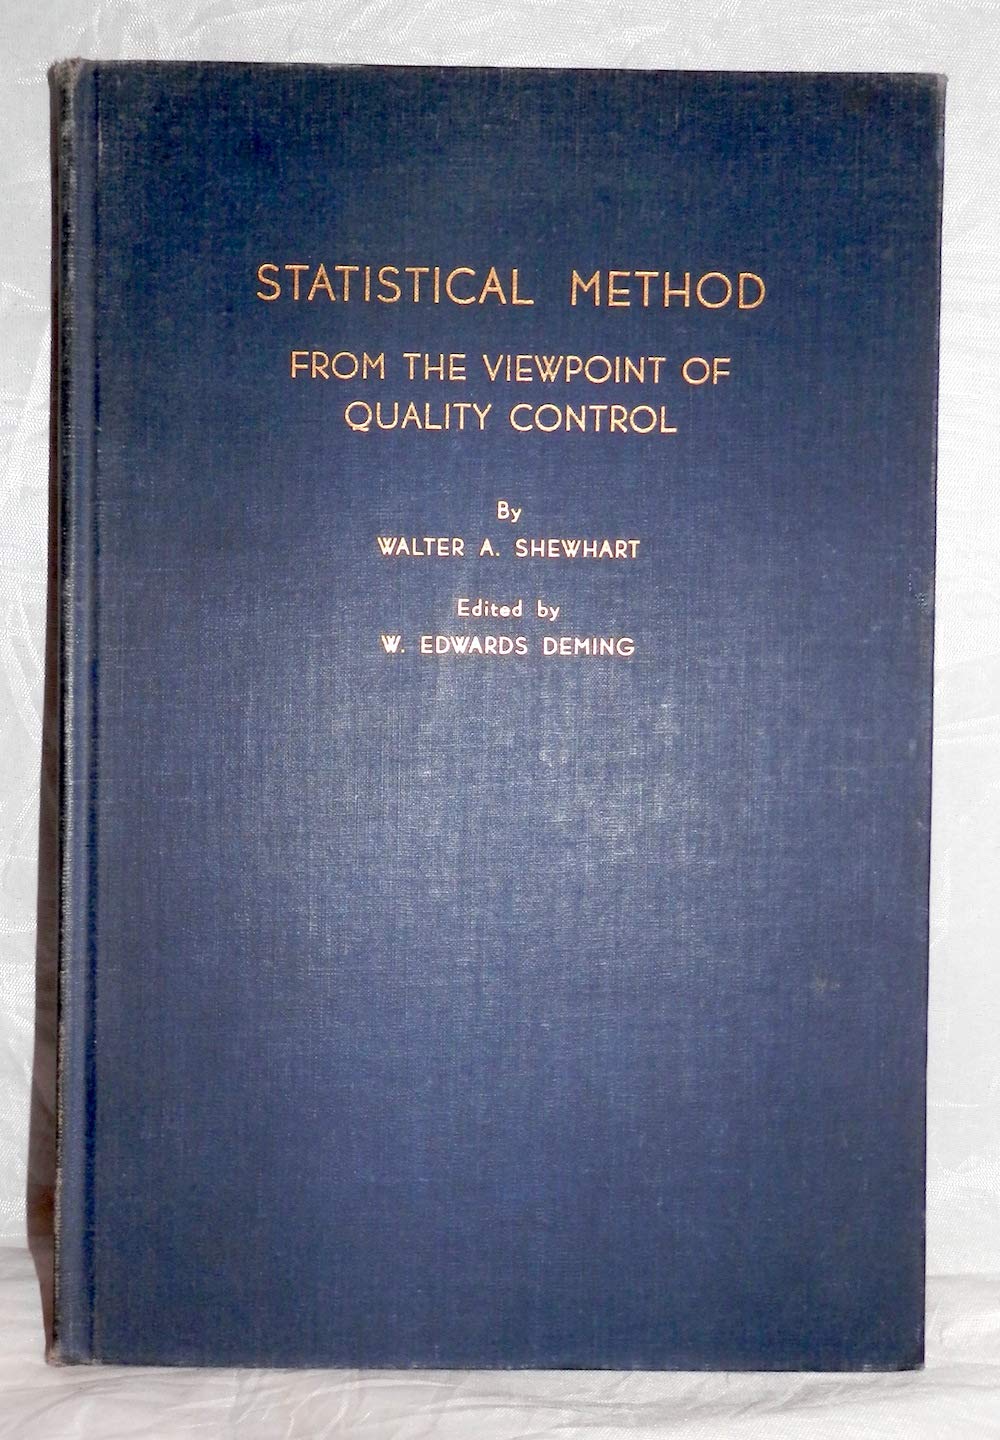 STATISTICAL METHOD
FROM THE VIEWPOINT OF
QUALITY CONTROL
By
WALTER A. SHEWHART
Edited by
W. EDWARDS DEMING